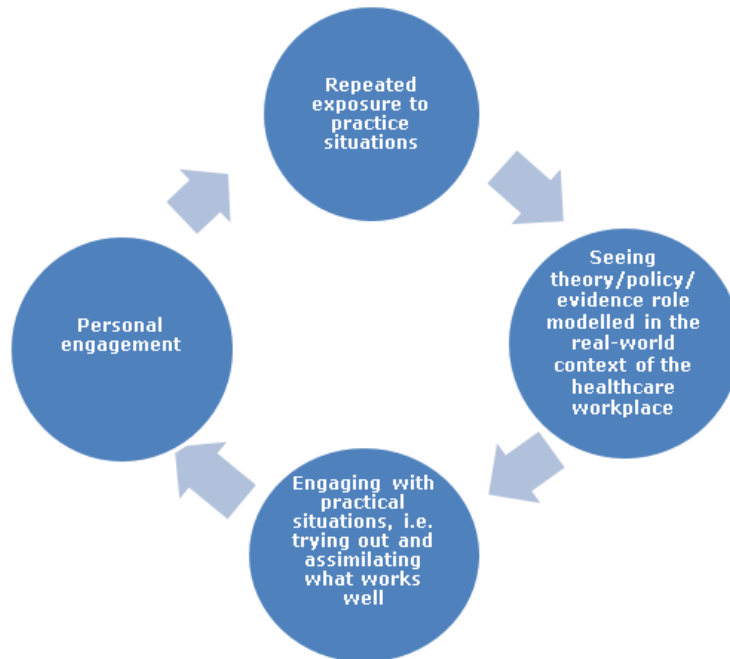 Repeated
exposure to
practice
situations
Seeing
theory/policy/
evidence role
modelled in the
real-world
context of the
healthcare
workplace
Engaging with
practical
situations, i.e.
trying out and
assimilating
what works
well
Personal
engagement